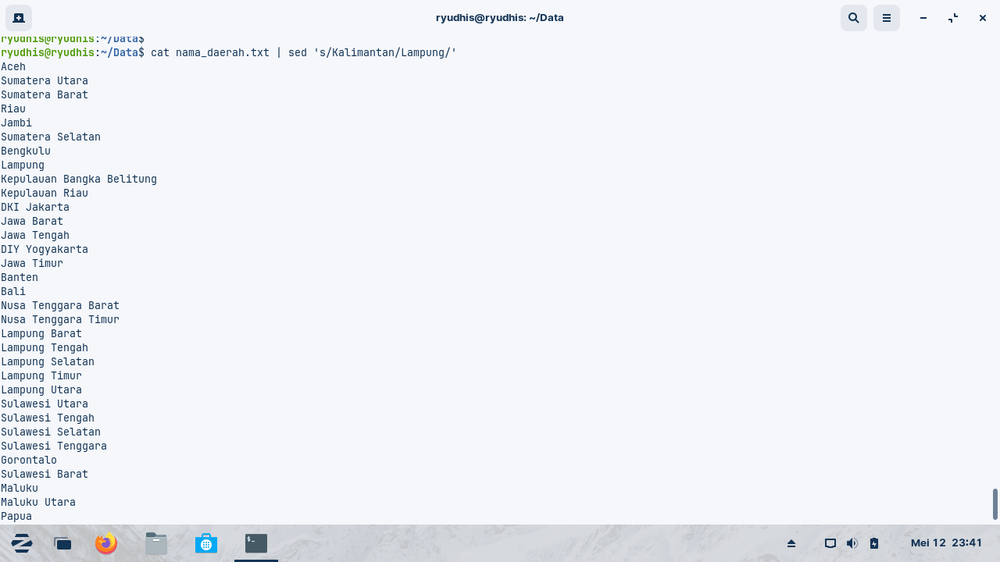 ryudhis@ryudhis: ~/Data
ryudhis@ryudhis:~/Data$
ryudhis@ryudhis:~/Data$ cat nama_daerah.txt | sed 's/Kalimantan/Lampung/'
Aceh
Sumatera Utara
Sumatera Barat
Riau
Jambi
Sumatera Selatan
Bengkulu
Lampung
Kepulauan Bangka Belitung
Kepulauan Riau
DKI Jakarta
Jawa Barat
Jawa Tengah
DIY Yogyakarta
Jawa Timur
Banten
Bali
Nusa Tenggara Barat
Nusa Tenggara Timur
Lampung Barat
Lampung Tengah
Lampung Selatan
Lampung Timur
Lampung Utara
Sulawesi Utara
Sulawesi Tengah
Sulawesi Selatan
Sulawesi Tenggara
Gorontalo
Sulawesi Barat
Maluku
Maluku Utara
Papua
$_
Mei 12 23:41